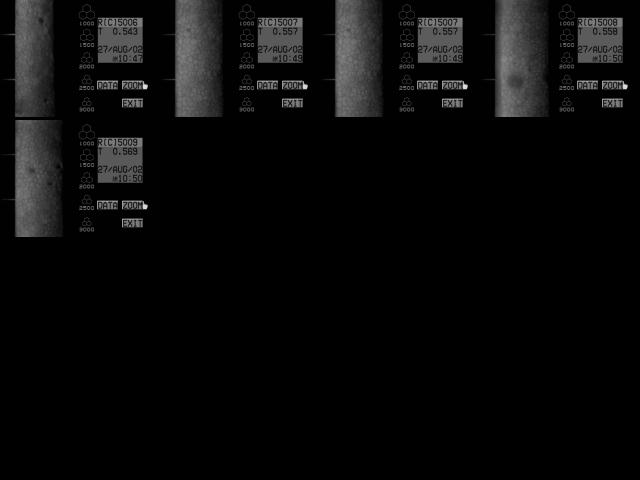 R[C]5006
T 0.543
27/AUG/02
10:47
1000
1500
2000
2500
3000
DATA ZOOM
EXIT
R[C]5007
T 0.557
27/AUG/02
10:49
1000
1500
2000
2500
3000
DATA ZOOM
EXIT
R[C]5007
T 0.557
27/AUG/02
10:49
1000
1500
2000
2500
3000
DATA ZOOM
EXIT
R[C]5008
T 0.558
27/AUG/02
10:50
1000
1500
2000
2500
3000
DATA ZOOM
EXIT
R[C]5009
T 0.569
27/AUG/02
10:50
1000
1500
2000
2500
3000
DATA ZOOM
EXIT